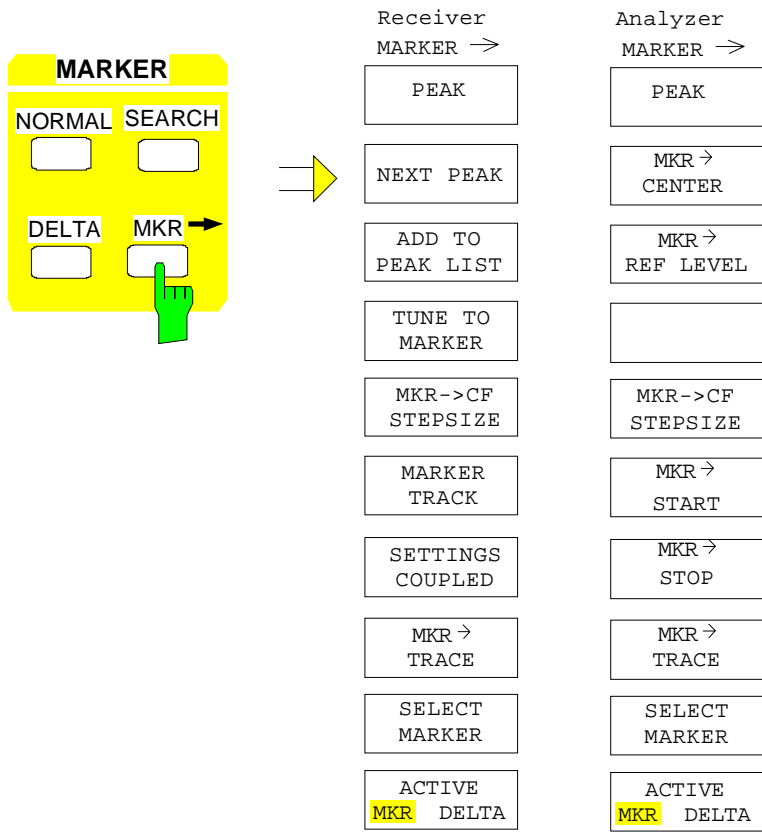 MARKER
NORMAL SEARCH
DELTA MKR →
Receiver
MARKER →
PEAK
NEXT PEAK
ADD TO
PEAK LIST
TUNE TO
MARKER
MKR->CF
STEPSIZE
MARKER
TRACK
SETTINGS
COUPLED
MKR →
TRACE
SELECT
MARKER
ACTIVE
MKR DELTA
Analyzer
MARKER →
PEAK
MKR →
CENTER
MKR →
REF LEVEL
MKR->CF
STEPSIZE
MKR →
START
MKR →
STOP
MKR →
TRACE
SELECT
MARKER
ACTIVE
MKR DELTA